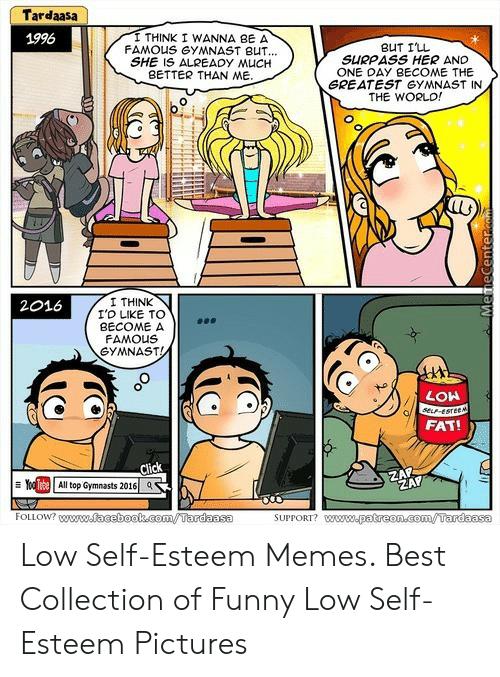 Tardaasa
1996
I THINK I WANNA BE A
FAMOUS GYMNAST BUT...
SHE IS ALREADY MUCH
BETTER THAN ME.
BUT I'LL
SURPASS HER AND
ONE DAY BECOME THE
GREATEST GYMNAST IN
THE WORLD!
MemeCenter.com
2016
I THINK
I'D LIKE TO
BECOME A
FAMOUS
GYMNAST!
...
Click
YouTube All top Gymnasts 2016
LOW
SELF-ESTEEM
FAT!
ZAP
ZAP
FOLLOW? www.facebook.com/Tardaasa
SUPPORT? www.patreon.com/Tardaasa
Low Self-Esteem Memes. Best
Collection of Funny Low Self-
Esteem Pictures